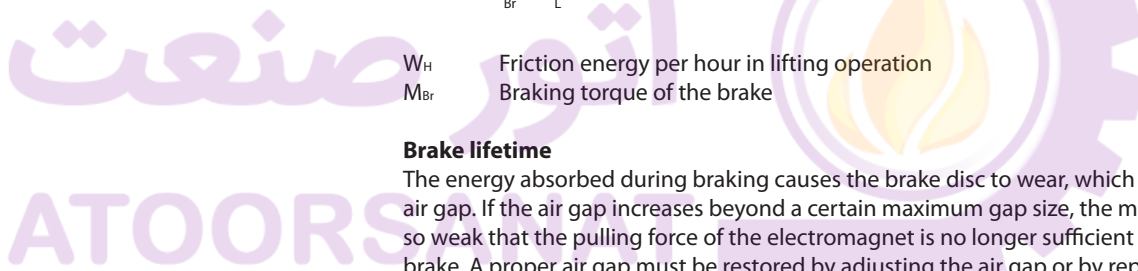 Br L
اتور صنعت
WH Friction energy per hour in lifting operation
MBr Braking torque of the brake
Brake lifetime
The energy absorbed during braking causes the brake disc to wear, which
air gap. If the air gap increases beyond a certain maximum gap size, the m
ATOORSANAT
so weak that the pulling force of the electromagnet is no longer sufficient
brake. A proper air gap must be restored by adjusting the air gap or by rep